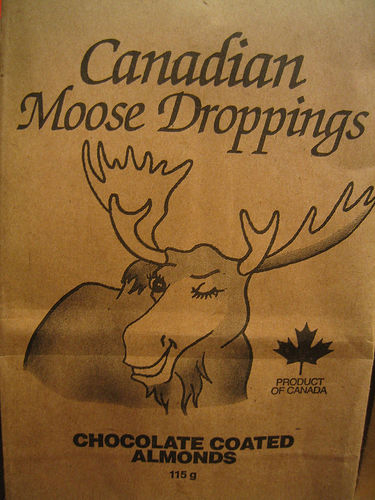 Canadian
Moose Droppings
PRODUCT
OF CANADA
CHOCOLATE COATED
ALMONDS
115 g